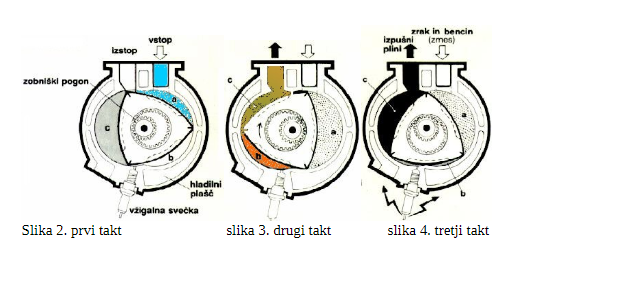 vstop
izstop
zobniški pogon
a
c
b
hladilni
plašč
vžigalna svečka
c
a
b
zrak in bencin
izpušni (zmes)
plini
c
a
b
Slika 2. prvi takt slika 3. drugi takt slika 4. tretji takt